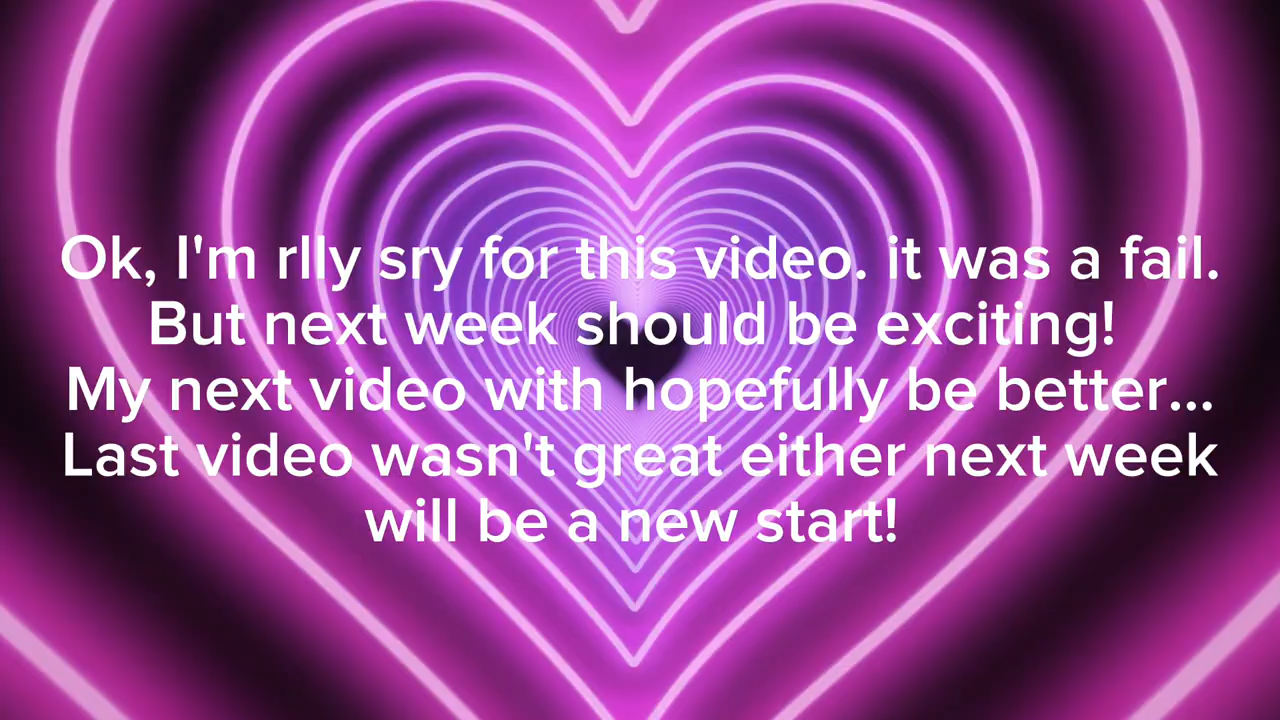 Ok, I'm rlly sry for this video. it was a fail.
But next week should be exciting!
My next video with hopefully be better...
Last video wasn't great either next week
will be a new start!